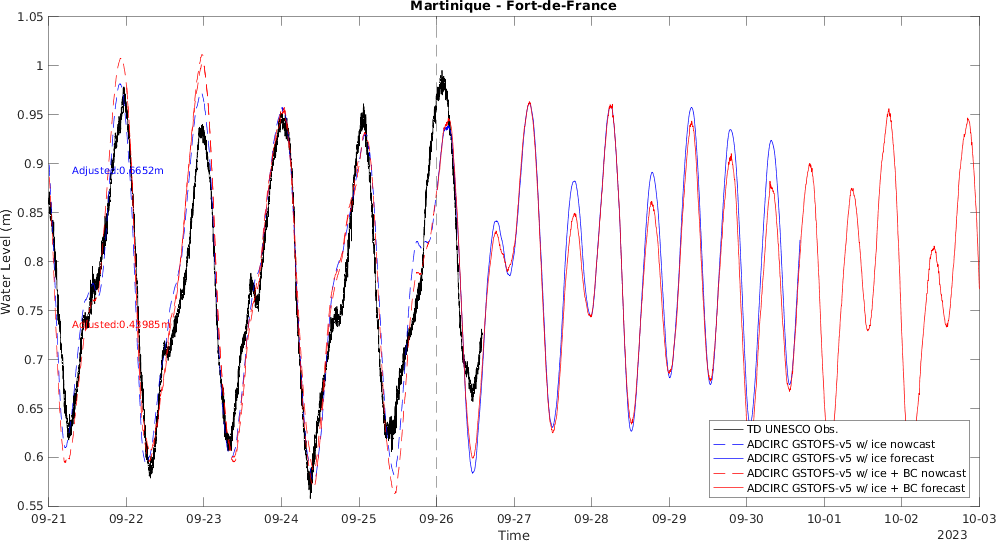 Martinique - Fort-de-France
1.05
1
0.95
0.9
0.85
0.8
0.75
0.7
0.65
0.6
0.55
Water Level (m)
Adjusted:0.6652m
Adjusted:0.43985m
TD UNESCO Obs.
ADCIRC GSTOFS-v5 w/ ice nowcast
ADCIRC GSTOFS-v5 w/ ice forecast
ADCIRC GSTOFS-v5 w/ ice + BC nowcast
ADCIRC GSTOFS-v5 w/ ice + BC forecast
09-21 09-22 09-23 09-24 09-25 09-26 09-27 09-28 09-29 09-30 10-01 10-02 10-03
Time
2023